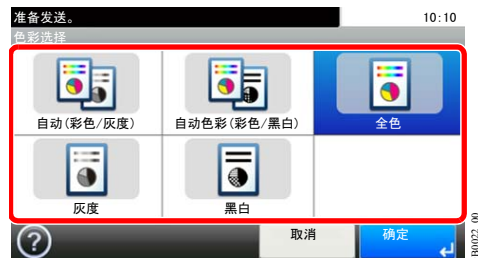 准备发送。 10:10
色彩选择
自动(彩色/灰度) 自动色彩(彩色/黑白) 全色
灰度 黑白
? 取消 确定
B0022_00